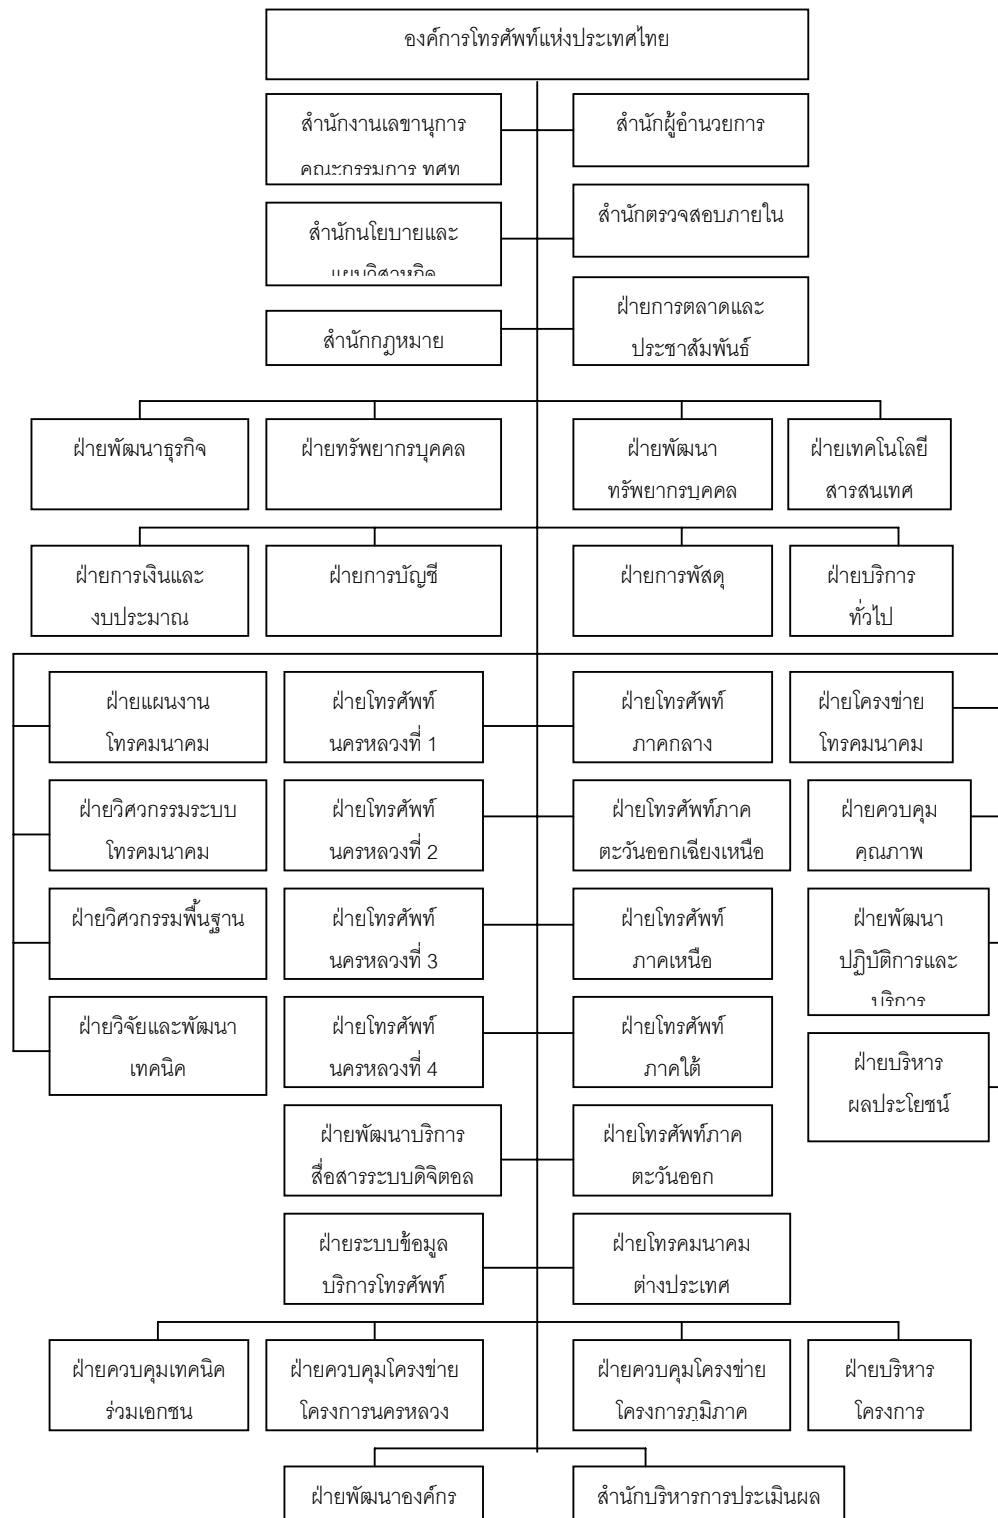 องค์การโทรศัพท์แห่งประเทศไทย
สำนักงานเลขานุการ
คณะกรรมการ ทศท
สำนักผู้อำนวยการ
สำนักตรวจสอบภายใน
สำนักนโยบายและ
แผนวิสาหกิจ
ฝ่ายการตลาดและ
ประชาสัมพันธ์
สำนักกฎหมาย
ฝ่ายพัฒนาธุรกิจ
ฝ่ายทรัพยากรบุคคล
ฝ่ายพัฒนา
ทรัพยากรบุคคล
ฝ่ายเทคโนโลยี
สารสนเทศ
ฝ่ายการเงินและ
งบประมาณ
ฝ่ายการบัญชี
ฝ่ายการพัสดุ
ฝ่ายบริการ
ทั่วไป
ฝ่ายแผนงาน
โทรคมนาคม
ฝ่ายโทรศัพท์
นครหลวงที่ 1
ฝ่ายโทรศัพท์
ภาคกลาง
ฝ่ายโครงข่าย
โทรคมนาคม
ฝ่ายวิศวกรรมระบบ
โทรคมนาคม
ฝ่ายโทรศัพท์
นครหลวงที่ 2
ฝ่ายโทรศัพท์ภาค
ตะวันออกเฉียงเหนือ
ฝ่ายควบคุม
คุณภาพ
ฝ่ายวิศวกรรมพื้นฐาน
ฝ่ายโทรศัพท์
นครหลวงที่ 3
ฝ่ายโทรศัพท์
ภาคเหนือ
ฝ่ายพัฒนา
ปฏิบัติการและ
บริการ
ฝ่ายวิจัยและพัฒนา
เทคนิค
ฝ่ายโทรศัพท์
นครหลวงที่ 4
ฝ่ายโทรศัพท์
ภาคใต้
ฝ่ายบริหาร
ผลประโยชน์
ฝ่ายพัฒนาบริการ
สื่อสารระบบดิจิตอล
ฝ่ายโทรศัพท์ภาค
ตะวันออก
ฝ่ายระบบข้อมูล
บริการโทรศัพท์
ฝ่ายโทรคมนาคม
ต่างประเทศ
ฝ่ายควบคุมเทคนิค
ร่วมเอกชน
ฝ่ายควบคุมโครงข่าย
โครงการนครหลวง
ฝ่ายควบคุมโครงข่าย
โครงการภูมิภาค
ฝ่ายบริหาร
โครงการ
ฝ่ายพัฒนาองค์กร
สำนักบริหารการประเมินผล